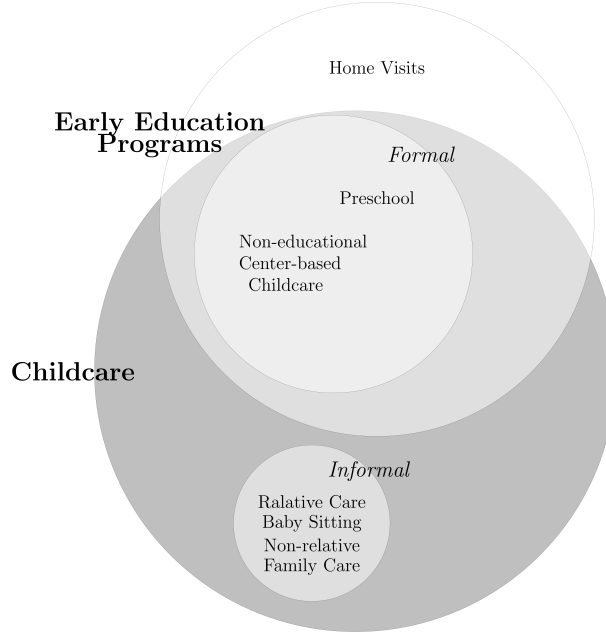 Home Visits
Early Education
Programs
Formal
Preschool
Non-educational
Center-based
Childcare
Childcare
Informal
Ralative Care
Baby Sitting
Non-relative
Family Care